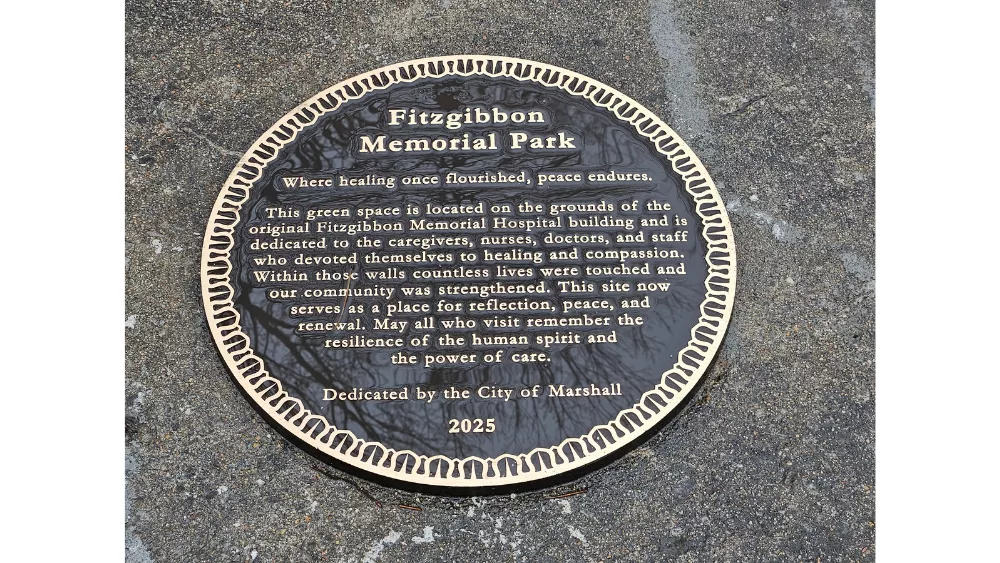 Fitzgibbon
Memorial Park
Where healing once flourished, peace endures.
This green space is located on the grounds of the
original Fitzgibbon Memorial Hospital building and is
dedicated to the caregivers, nurses, doctors, and staff
who devoted themselves to healing and compassion.
Within those walls countless lives were touched and
our community was strengthened. This site now
serves as a place for reflection, peace, and
renewal. May all who visit remember the
resilience of the human spirit and
the power of care.
Dedicated by the City of Marshall
2025